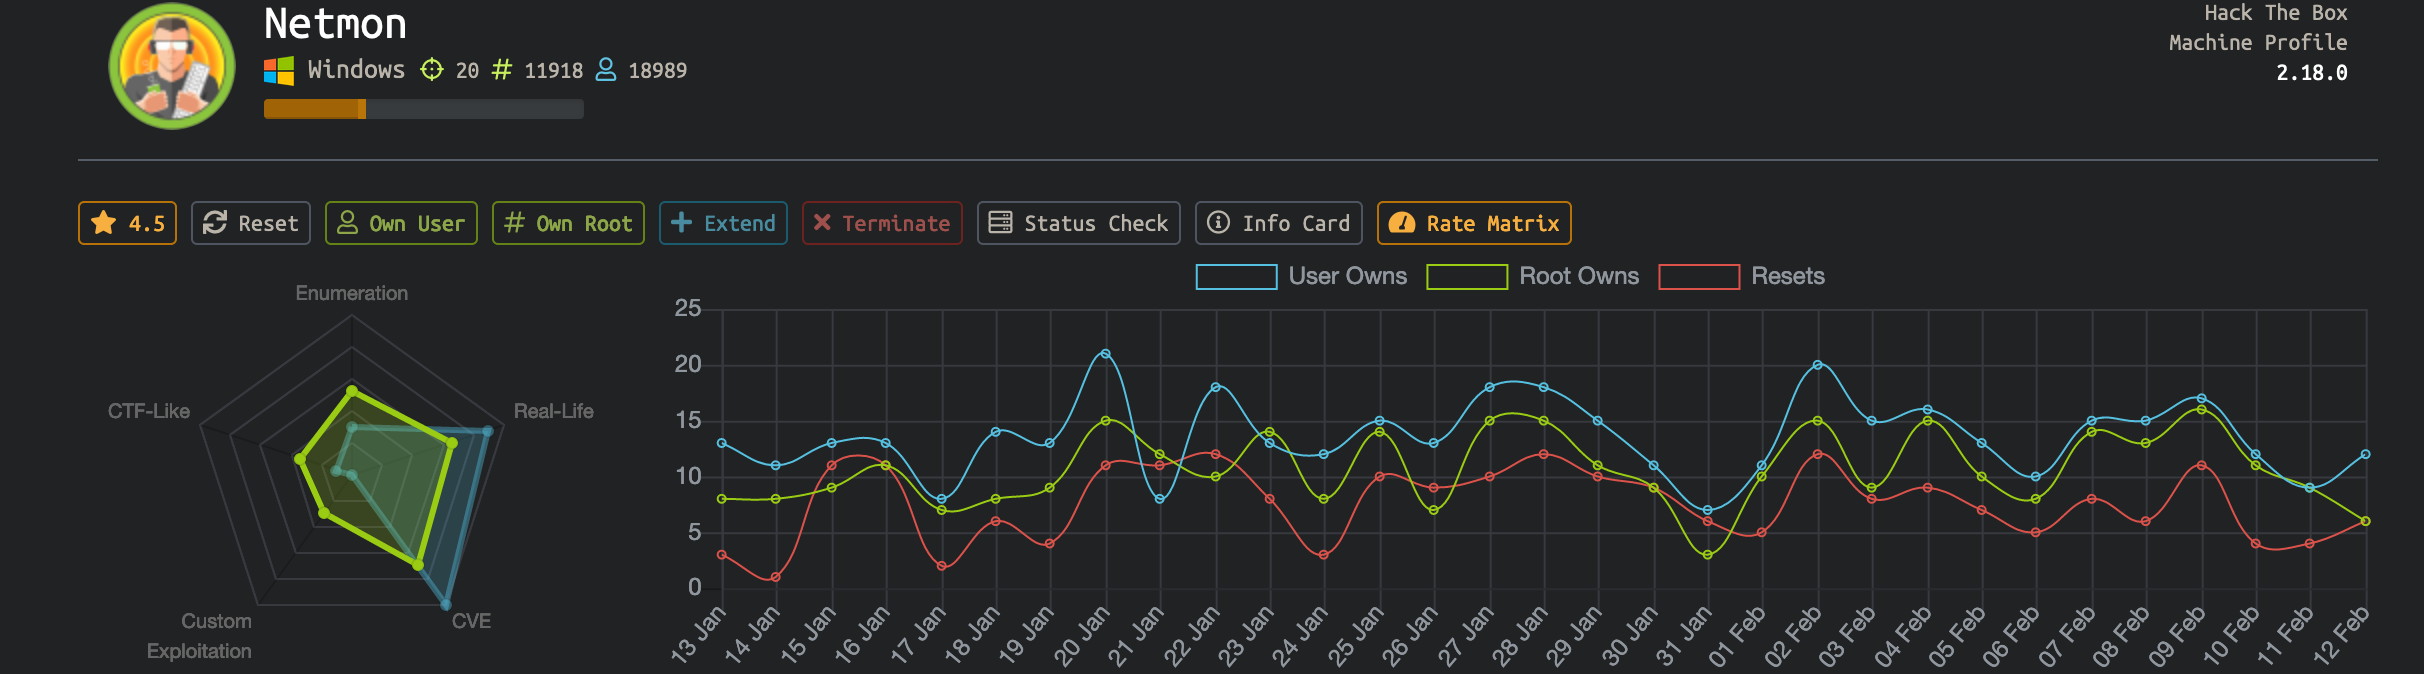 Netmon
Windows 20 # 11918 18989
Hack The Box
Machine Profile
2.18.0
4.5 Reset Own User # Own Root Extend Terminate Status Check Info Card Rate Matrix
Enumeration
CTF-Like
Real-Life
Custom
Exploitation
CVE
User Owns Root Owns Resets
25
20
15
10
5
0
13 Jan 14 Jan 15 Jan 16 Jan 17 Jan 18 Jan 19 Jan 20 Jan 21 Jan 22 Jan 23 Jan 24 Jan 25 Jan 26 Jan 27 Jan 28 Jan 29 Jan 30 Jan 31 Jan 01 Feb 02 Feb 03 Feb 04 Feb 05 Feb 06 Feb 07 Feb 08 Feb 09 Feb 10 Feb 11 Feb 12 Feb